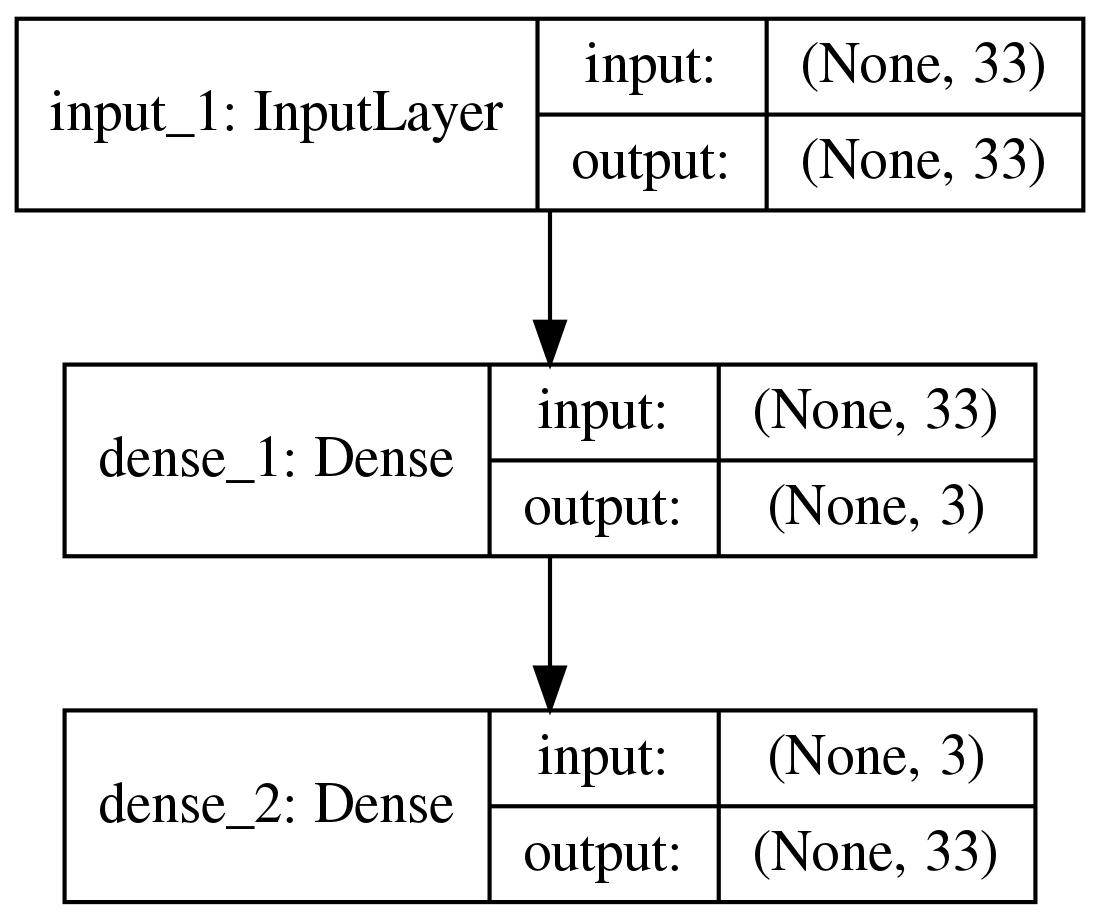 input_1: InputLayer
input:
(None, 33)
output:
(None, 33)
dense_1: Dense
input:
(None, 33)
output:
(None, 3)
dense_2: Dense
input:
(None, 3)
output:
(None, 33)